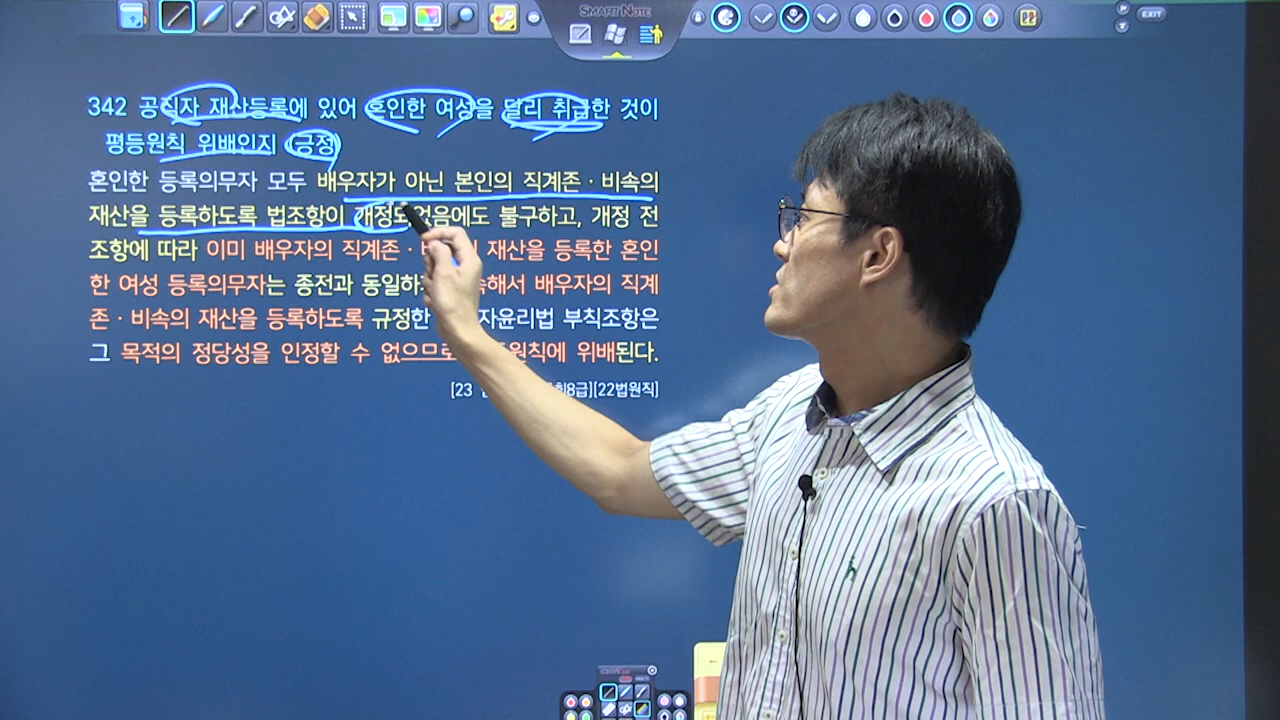 SMART NOTE
EXIT
342 공직자 재산등록에 있어 혼인한 여성을 달리 취급한 것이
평등원칙 위배인지 (긍정)
혼인한 등록의무자 모두 배우자가 아닌 본인의 직계존·비속의
재산을 등록하도록 법조항이 개정되었음에도 불구하고, 개정 전
조항에 따라 이미 배우자의 직계존· 재산을 등록한 혼인
한 여성 등록의무자는 종전과 동일하 해서 배우자의 직계
존·비속의 재산을 등록하도록 규정한 자윤리법 부칙조항은
그 목적의 정당성을 인정할 수 없으므로 원칙에 위배된다.
[23 8급][22법원직]